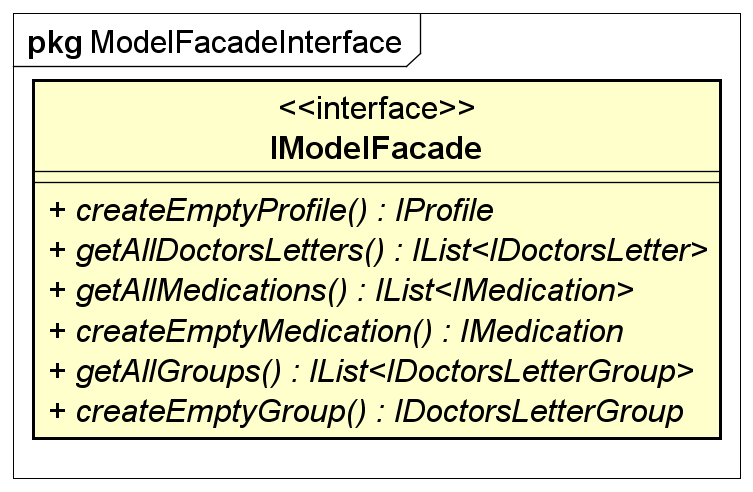 pkg ModelFacadeInterface
<<interface>>
IModelFacade
+ createEmptyProfile() : IProfile
+ getAllDoctorsLetters() : IList<IDoctorsLetter>
+ getAllMedications() : IList<IMedication>
+ createEmptyMedication() : IMedication
+ getAllGroups() : IList<IDoctorsLetterGroup>
+ createEmptyGroup() : IDoctorsLetterGroup